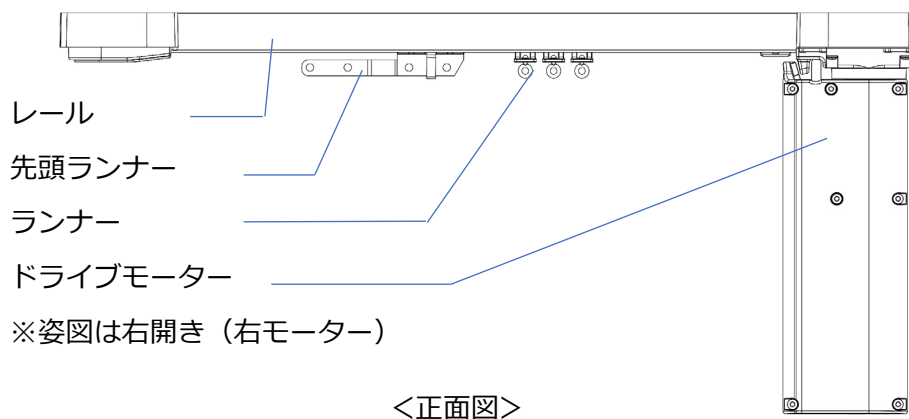 レール
先頭ランナー
ランナー
ドライブモーター
※姿図は右開き（右モーター）
＜正面図＞